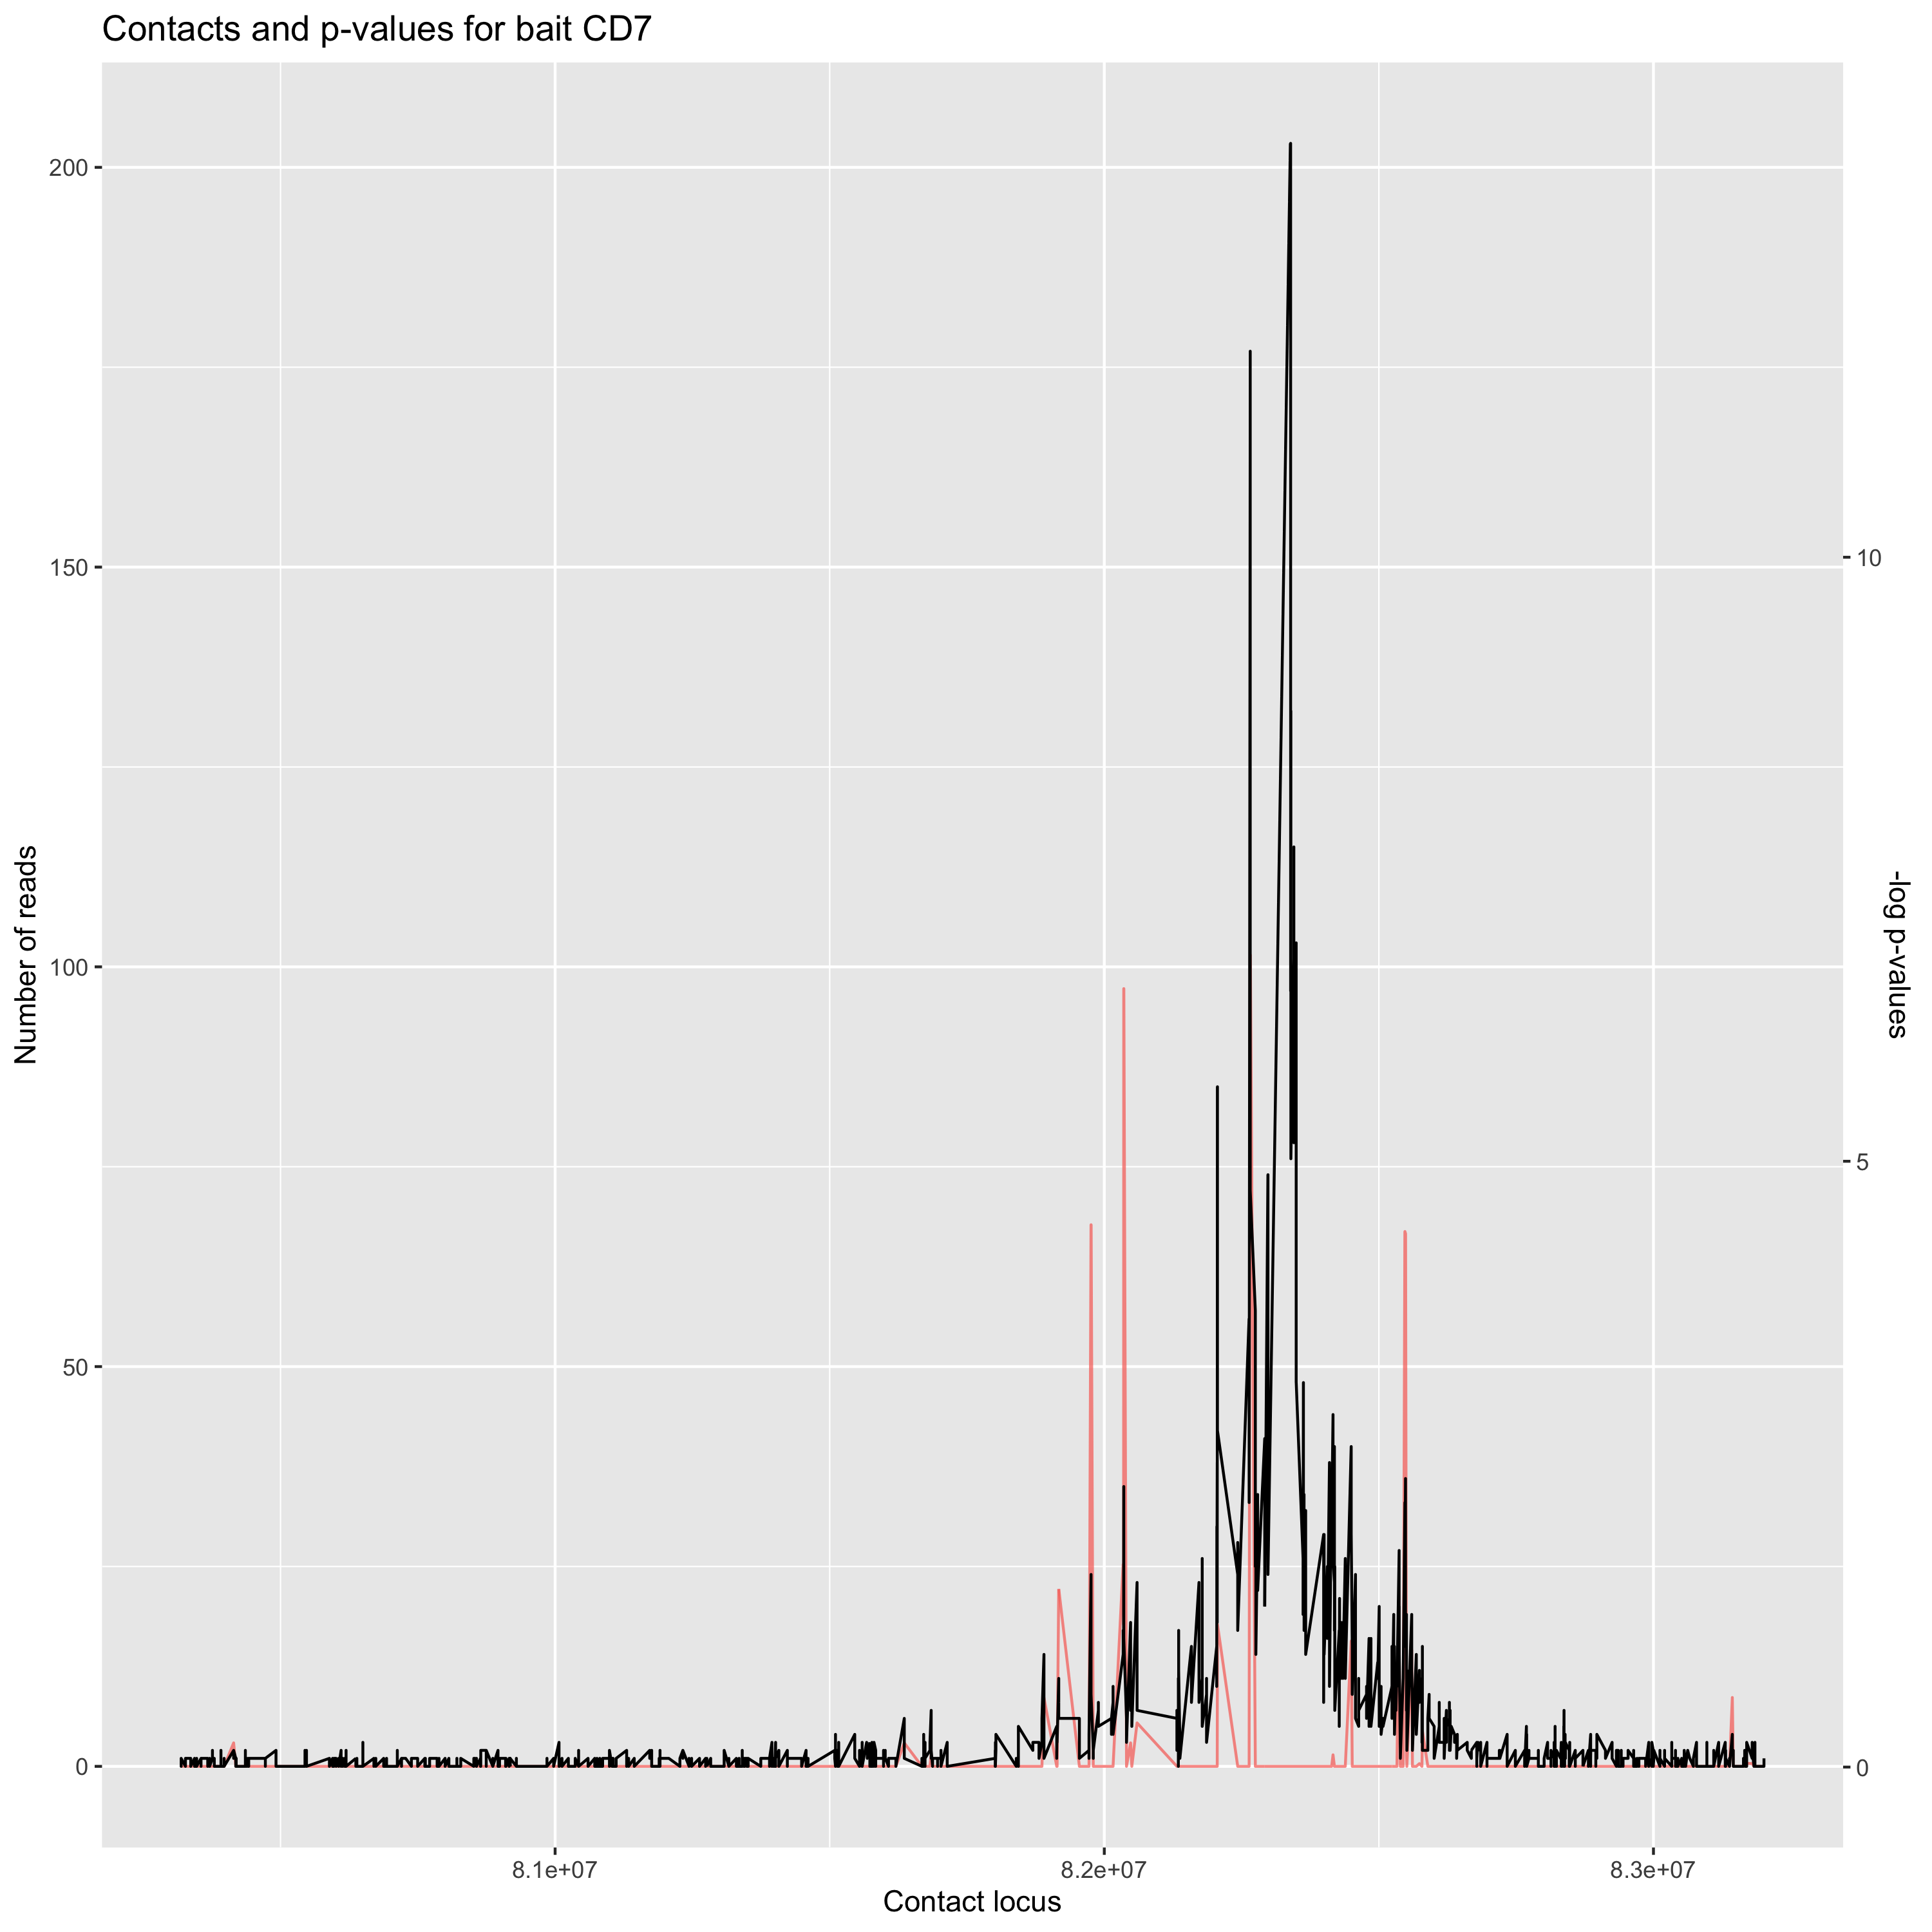 Contacts and p-values for bait CD7
200
150
100
50
0
Number of reads
10
5
0
-log p-values
8.1e+07
8.2e+07
8.3e+07
Contact locus